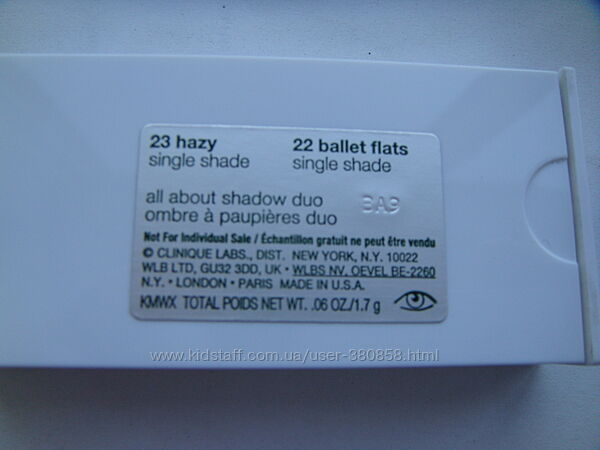 23 hazy 22 ballet flats
single shade single shade
all about shadow duo 3A9
ombre à paupières duo
Not For Individual Sale / Échantillon gratuit ne peut être vendu
© CLINIQUE LABS., DIST. NEW YORK, N.Y. 10022
WLB LTD, GU32 3DD, UK • WLBS NV. OEVEL BE-2260
N.Y. • LONDON • PARIS MADE IN U.S.A.
KMWX TOTAL POIDS NET WT. .06 OZ./1.7 g
www.kidstaff.com.ua/user-380858.html